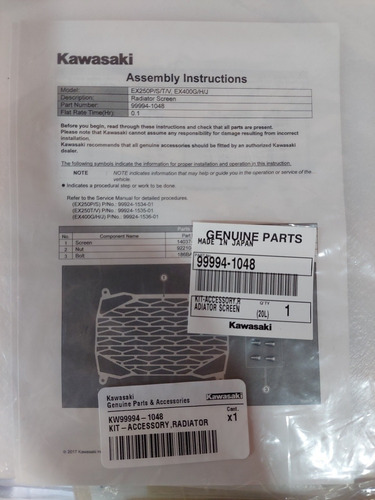 Kawasaki
Assembly Instructions
Model: EX250P/S/T/V, EX400G/H/J
Description: Radiator Screen
Part Number: 99994-1048
Flat Rate Time(Hr): 0.1
Before you begin, read through these instructions and check that all parts are present.
Please note that Kawasaki cannot assume any responsibility for damage resulting from incorrect
installation.
Kawasaki recommends that all genuine accessories should be fitted by an authorized Kawasaki
dealer.
The following symbols indicate the information for proper installation and operation in this instruction.
NOTE NOTE indicates information that may help or guide you in the operation or service of the
vehicle.
● Indicates a procedural step or work to be done.
Refer to the Service Manual for detailed procedures.
(EX250P/S) P/No. 99924-1534-01
(EX250T/V) P/No. 99924-1535-01
(EX400G/H/J) P/No. 99924-1536-01
No. Component Name Part
1 Screen 14037
2 Nut 92210
3 Bolt
GENUINE PARTS
MADE IN JAPAN
99994-1048
KIT-ACCESSORY,R
ADIATOR SCREEN
Q'TY
(20L) 1
Kawasaki
Kawasaki
Genuine Parts & Accessories
Kawasaki
KW99994-1048
KIT-ACCESSORY,RADIATOR
Cant.
x1
© 2017 Kawasaki